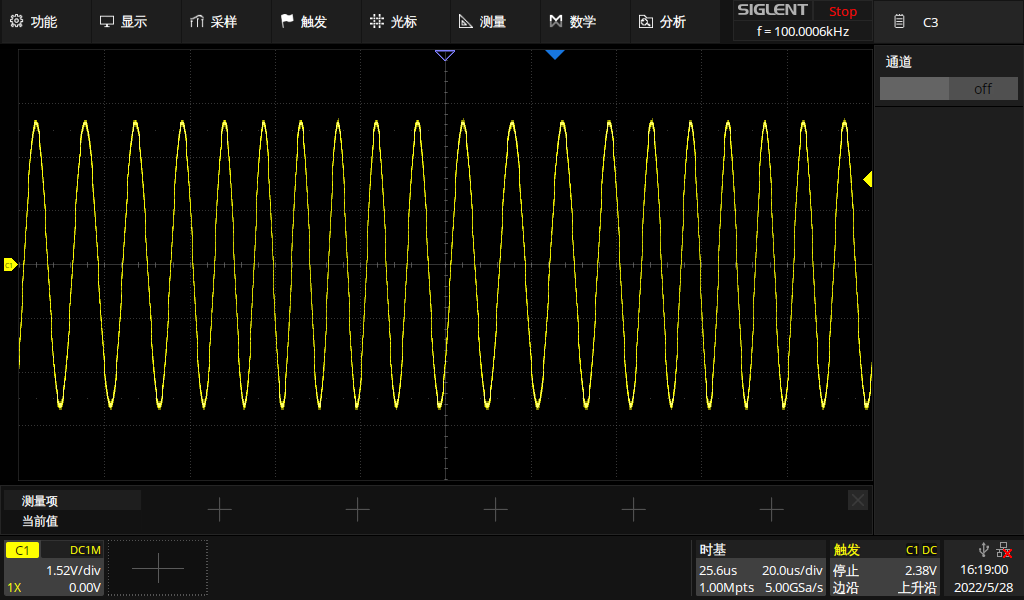 功能 显示 采样 触发 光标 测量 数学 分析 SIGLENT Stop C3
f = 100.0006kHz
通道
off
C1
测量项
当前值
C1 DC1M 时基 触发 C1 DC
1.52V/div 25.6us 20.0us/div 停止 2.38V 16:19:00
1X 0.00V 1.00Mpts 5.00GSa/s 边沿 上升沿 2022/5/28